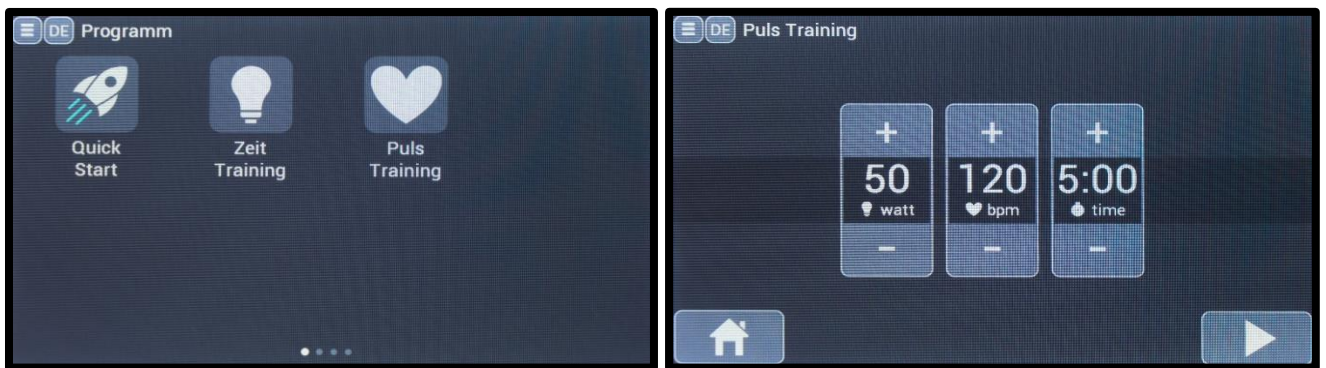 DE Programm
Quick
Start
Zeit
Training
Puls
Training
DE Puls Training
+ + +
50 120 5:00
watt bpm time
- - -